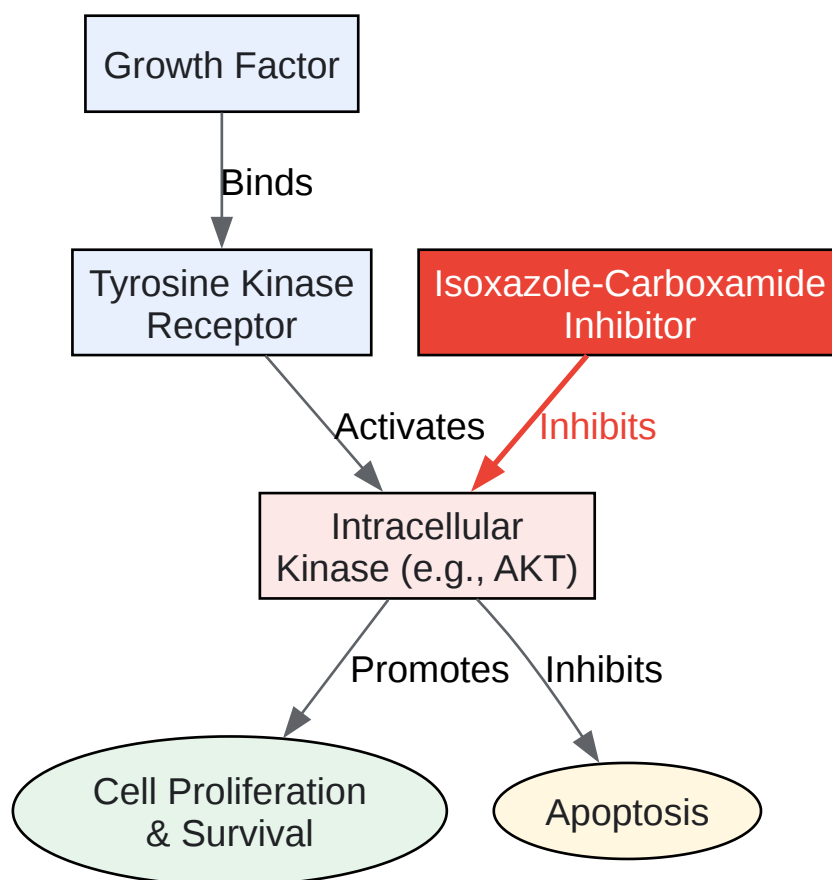 Growth Factor
Binds
Tyrosine Kinase
Receptor
Isoxazole-Carboxamide
Inhibitor
Activates
Inhibits
Intracellular
Kinase (e.g., AKT)
Promotes
Inhibits
Cell Proliferation
& Survival
Apoptosis